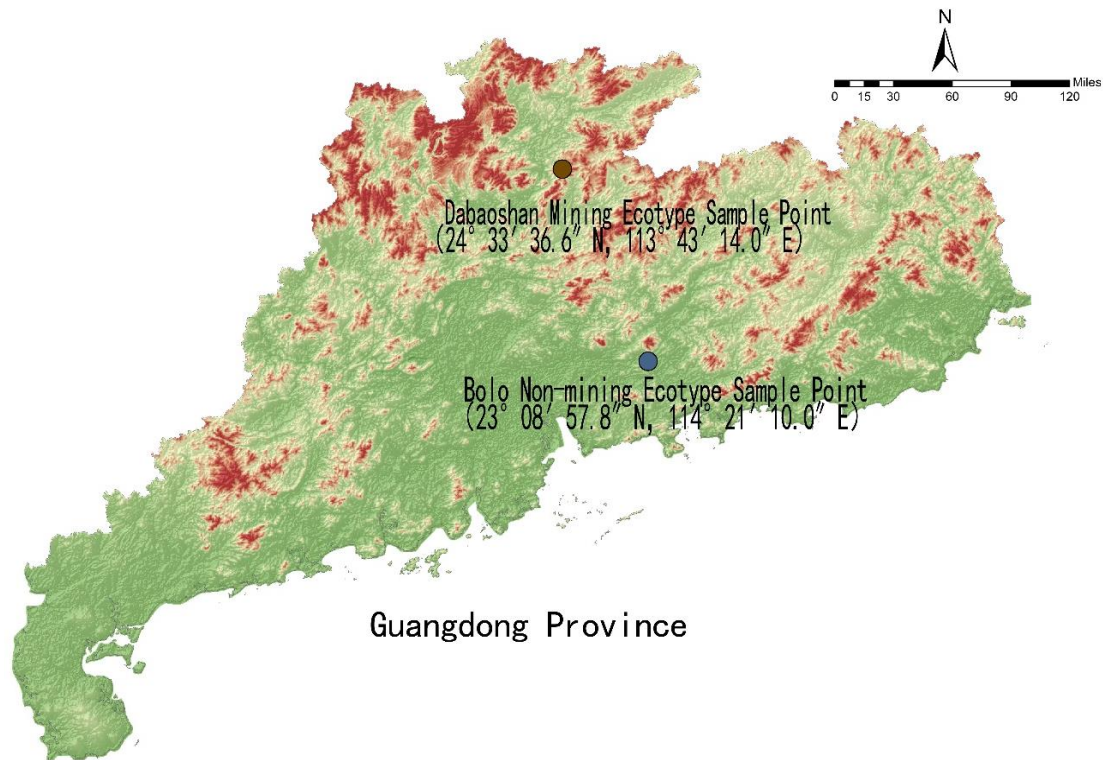 N
Miles
0 15 30 60 90 120
Dabaoshan Mining Ecotype Sample Point
(24° 33′ 36.6″ N, 113° 43′ 14.0″ E)
Bolo Non-mining Ecotype Sample Point
(23° 08′ 57.8″ N, 114° 21′ 10.0″ E)
Guangdong Province